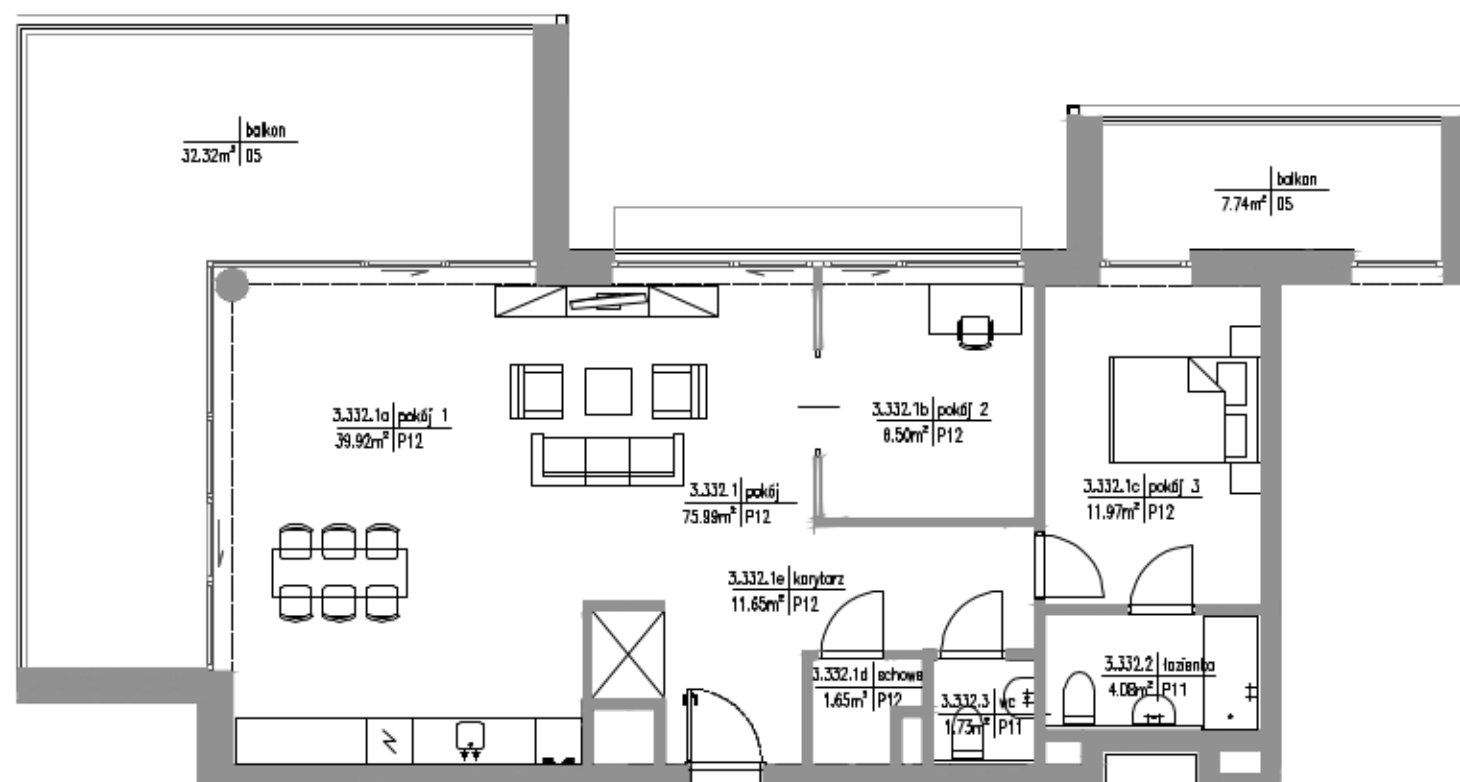 balkon
32.32m² 05
balkon
7.74m² 05
3.332.1a pokój 1
39.92m² P12
3.332.1b pokój 2
8.50m² P12
3.332.1 pokój
75.99m² P12
3.332.1c pokój 3
11.97m² P12
3.332.1e korytarz
11.65m² P12
3.332.1d schowe
1.65m² P12
3.332.3 wc
1.73m² P11
3.332.2 łazienka
4.08m² P11